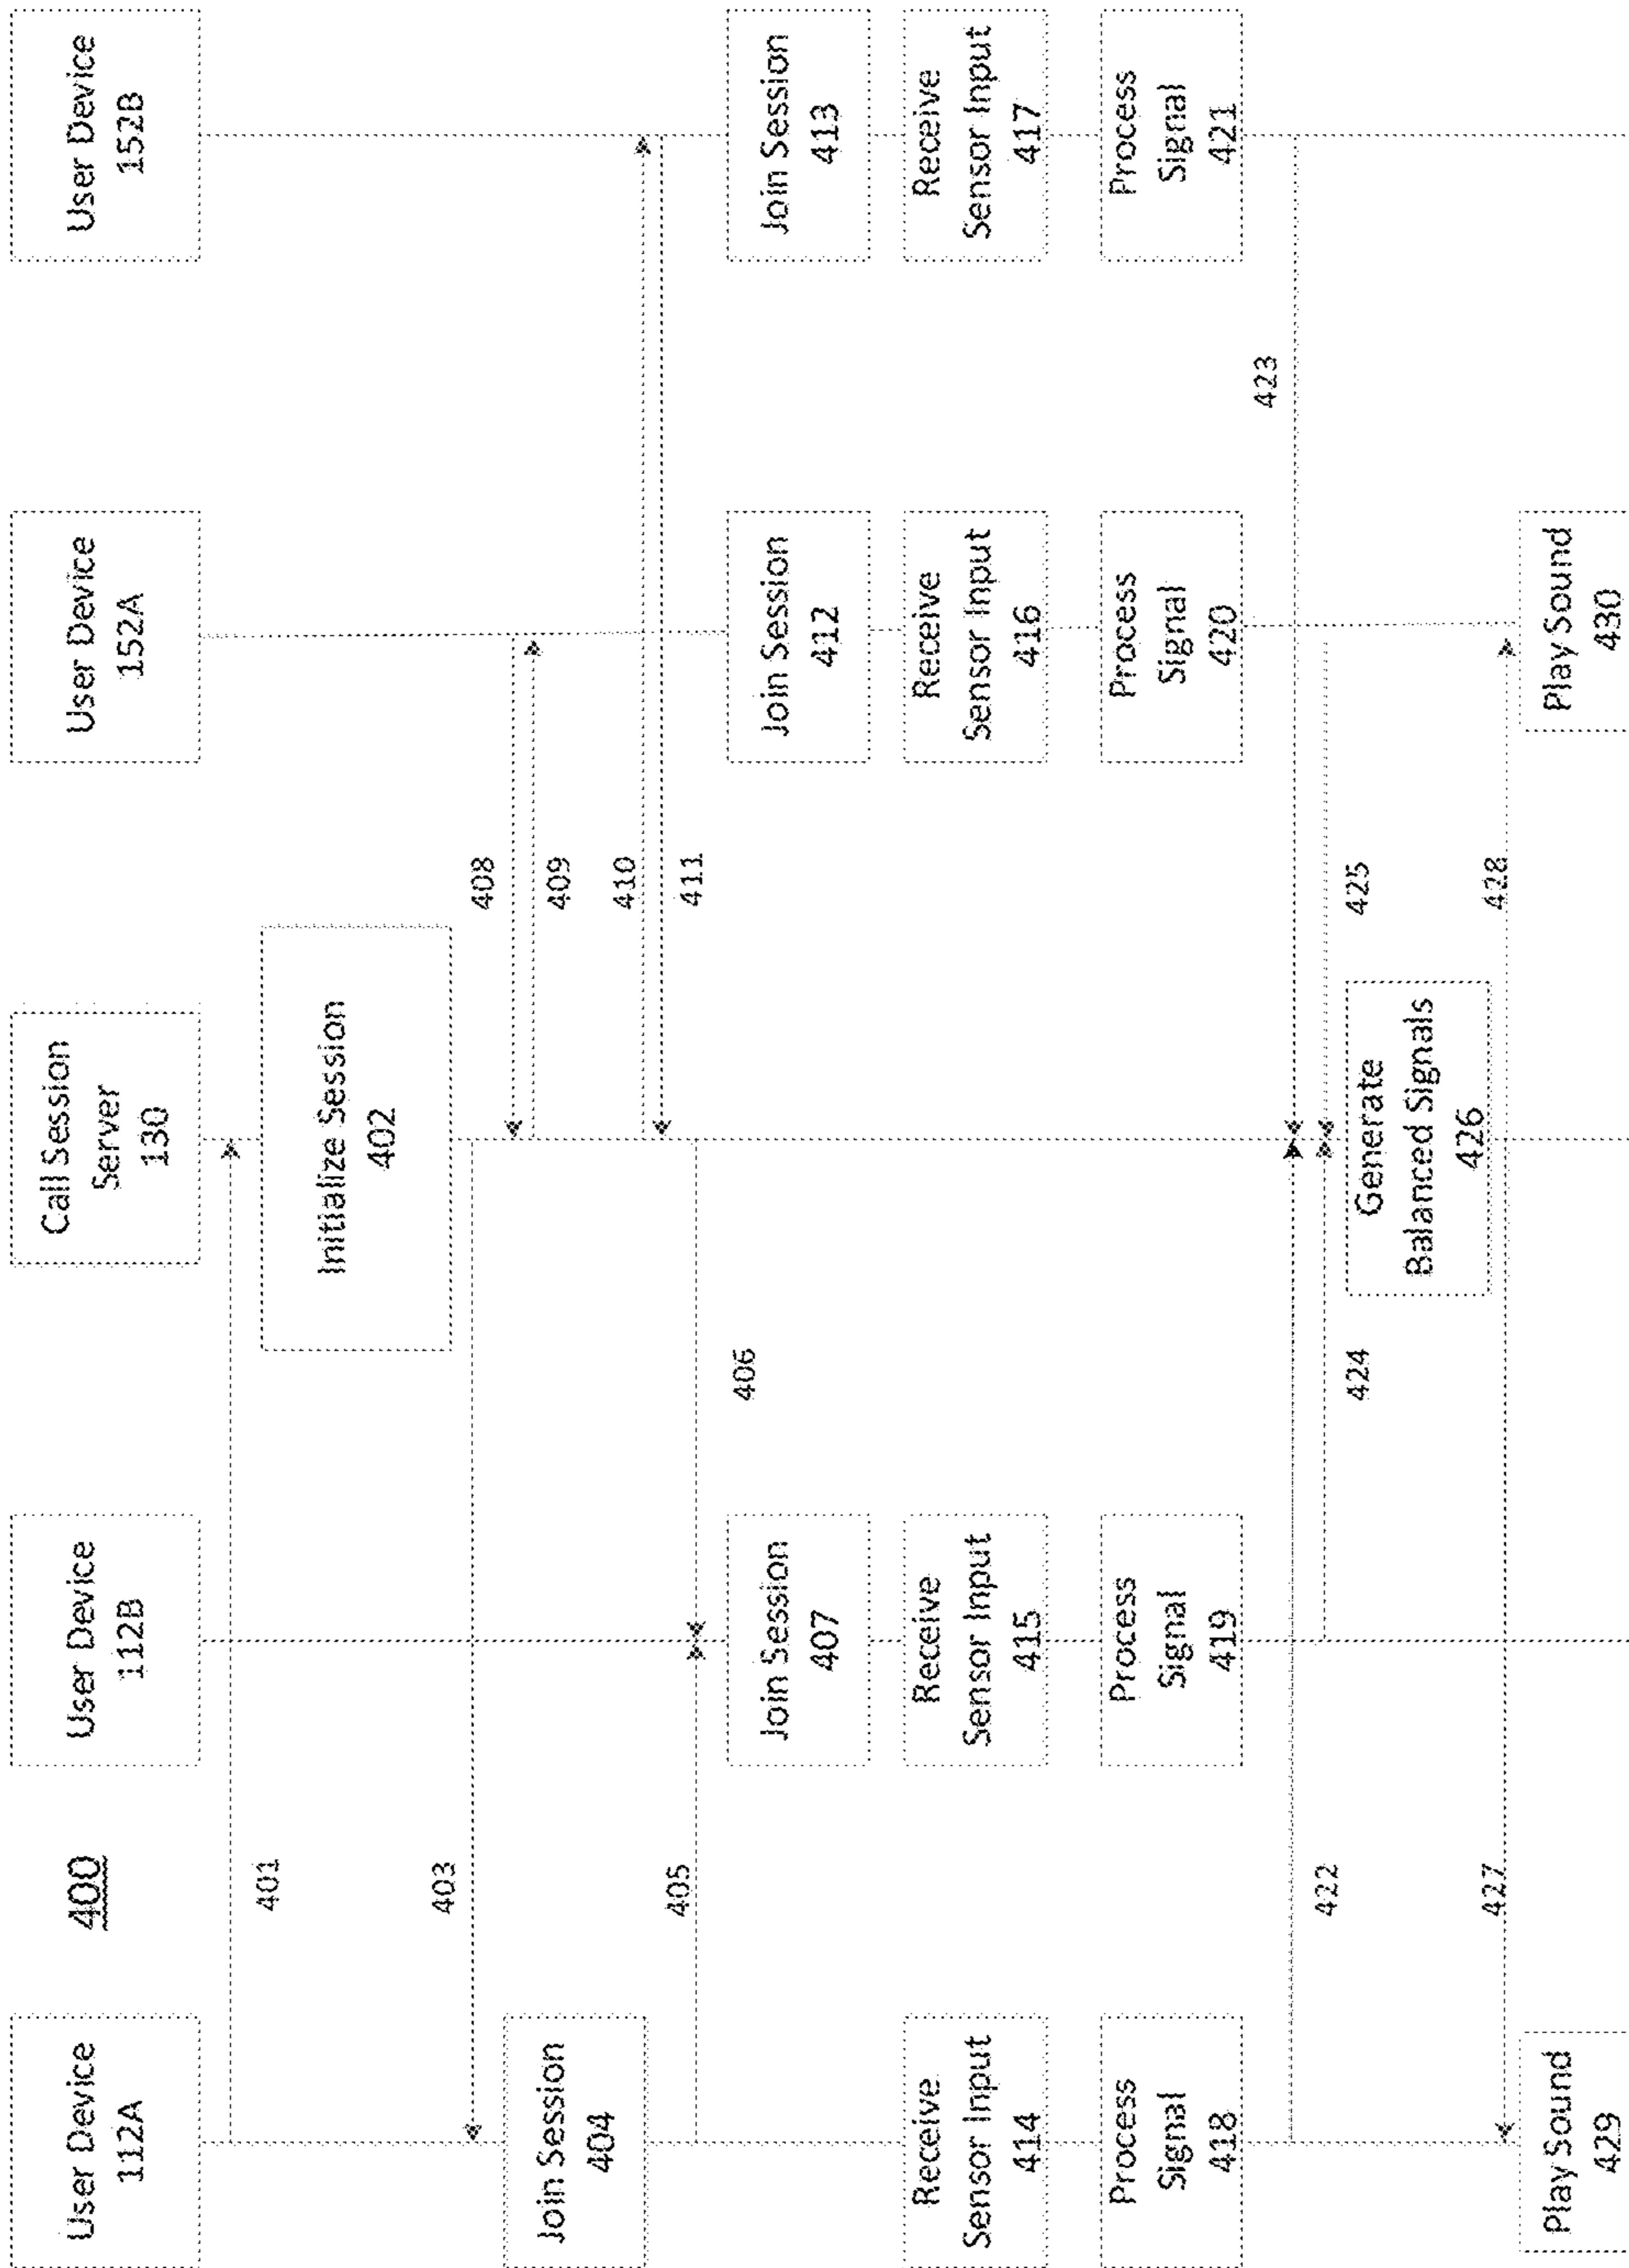 400
User Device
112A
User Device
112B
Call Session
Server
130
User Device
152A
User Device
152B
401
Initialize Session
402
403
408
409
Join Session
404
410
411
405
406
Join Session
407
Join Session
412
Join Session
413
Receive
Sensor Input
414
Receive
Sensor Input
415
Receive
Sensor Input
416
Receive
Sensor Input
417
Process
Signal
418
Process
Signal
419
Process
Signal
420
Process
Signal
421
423
422
424
425
Generate
Balanced Signals
426
427
428
Play Sound
429
Play Sound
430